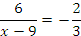 6/(x − 9) = −2/3